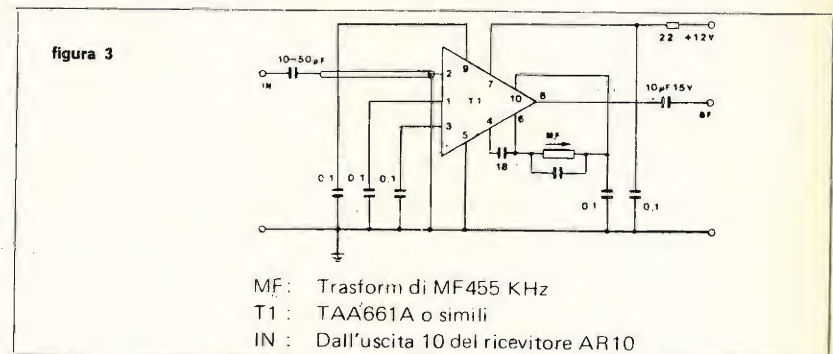 figura 3
10-50pF
IN
2
1
3
9
T1
7
10
8
4
6
5
18
MF
22 +12V
10µF 15V
BF
0.1 0.1 0.1
0.1
0.1
MF: Trasform di MF455 KHz
T1: TAA661A o simili
IN : Dall'uscita 10 del ricevitore AR10